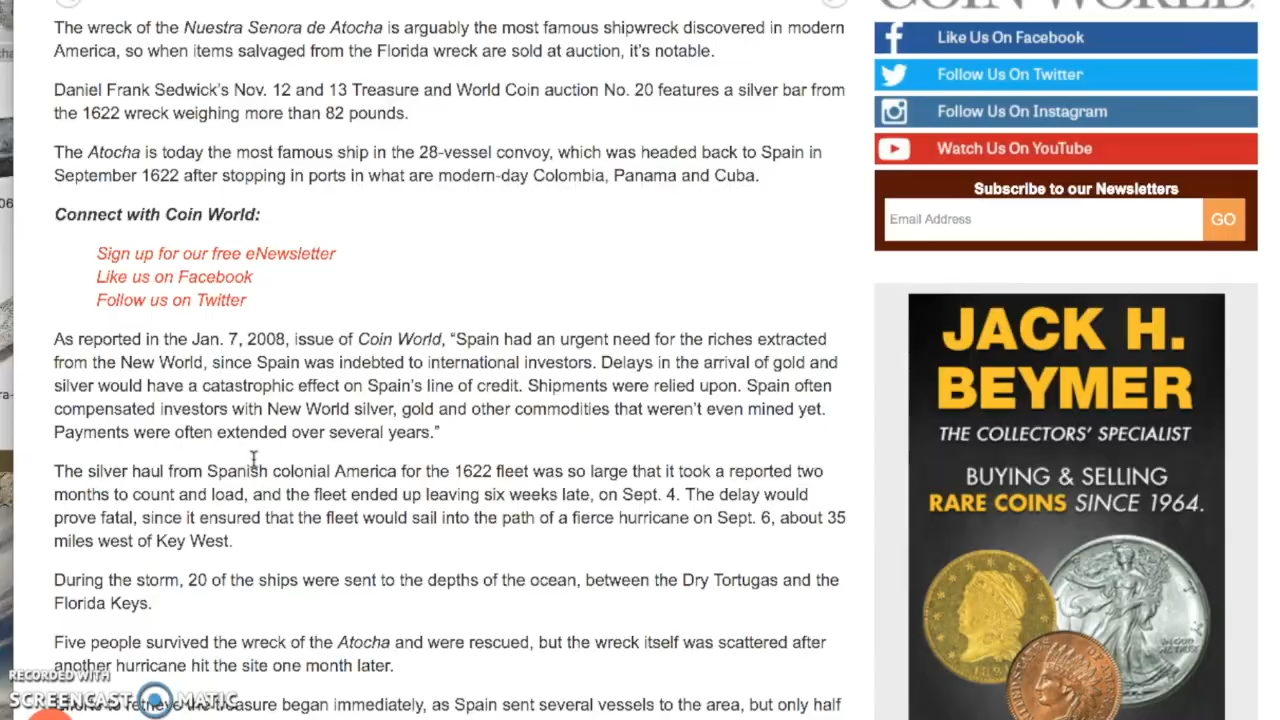 The wreck of the Nuestra Senora de Atocha is arguably the most famous shipwreck discovered in modern
America, so when items salvaged from the Florida wreck are sold at auction, it's notable.
Daniel Frank Sedwick's Nov. 12 and 13 Treasure and World Coin auction No. 20 features a silver bar from
the 1622 wreck weighing more than 82 pounds.
The Atocha is today the most famous ship in the 28-vessel convoy, which was headed back to Spain in
September 1622 after stopping in ports in what are modern-day Colombia, Panama and Cuba.
Connect with Coin World:
Sign up for our free eNewsletter
Like us on Facebook
Follow us on Twitter
As reported in the Jan. 7, 2008, issue of Coin World, “Spain had an urgent need for the riches extracted
from the New World, since Spain was indebted to international investors. Delays in the arrival of gold and
silver would have a catastrophic effect on Spain's line of credit. Shipments were relied upon. Spain often
compensated investors with New World silver, gold and other commodities that weren't even mined yet.
Payments were often extended over several years.”
The silver haul from Spanish colonial America for the 1622 fleet was so large that it took a reported two
months to count and load, and the fleet ended up leaving six weeks late, on Sept. 4. The delay would
prove fatal, since it ensured that the fleet would sail into the path of a fierce hurricane on Sept. 6, about 35
miles west of Key West.
During the storm, 20 of the ships were sent to the depths of the ocean, between the Dry Tortugas and the
Florida Keys.
Five people survived the wreck of the Atocha and were rescued, but the wreck itself was scattered after
another hurricane hit the site one month later.
to retrieve the treasure began immediately, as Spain sent several vessels to the area, but only half
RECORDED WITH
SCREENCAST MATIC
COIN WORLD
Like Us On Facebook
Follow Us On Twitter
Follow Us On Instagram
Watch Us On YouTube
Subscribe to our Newsletters
Email Address
GO
JACK H.
BEYMER
THE COLLECTORS' SPECIALIST
BUYING & SELLING
RARE COINS SINCE 1964.